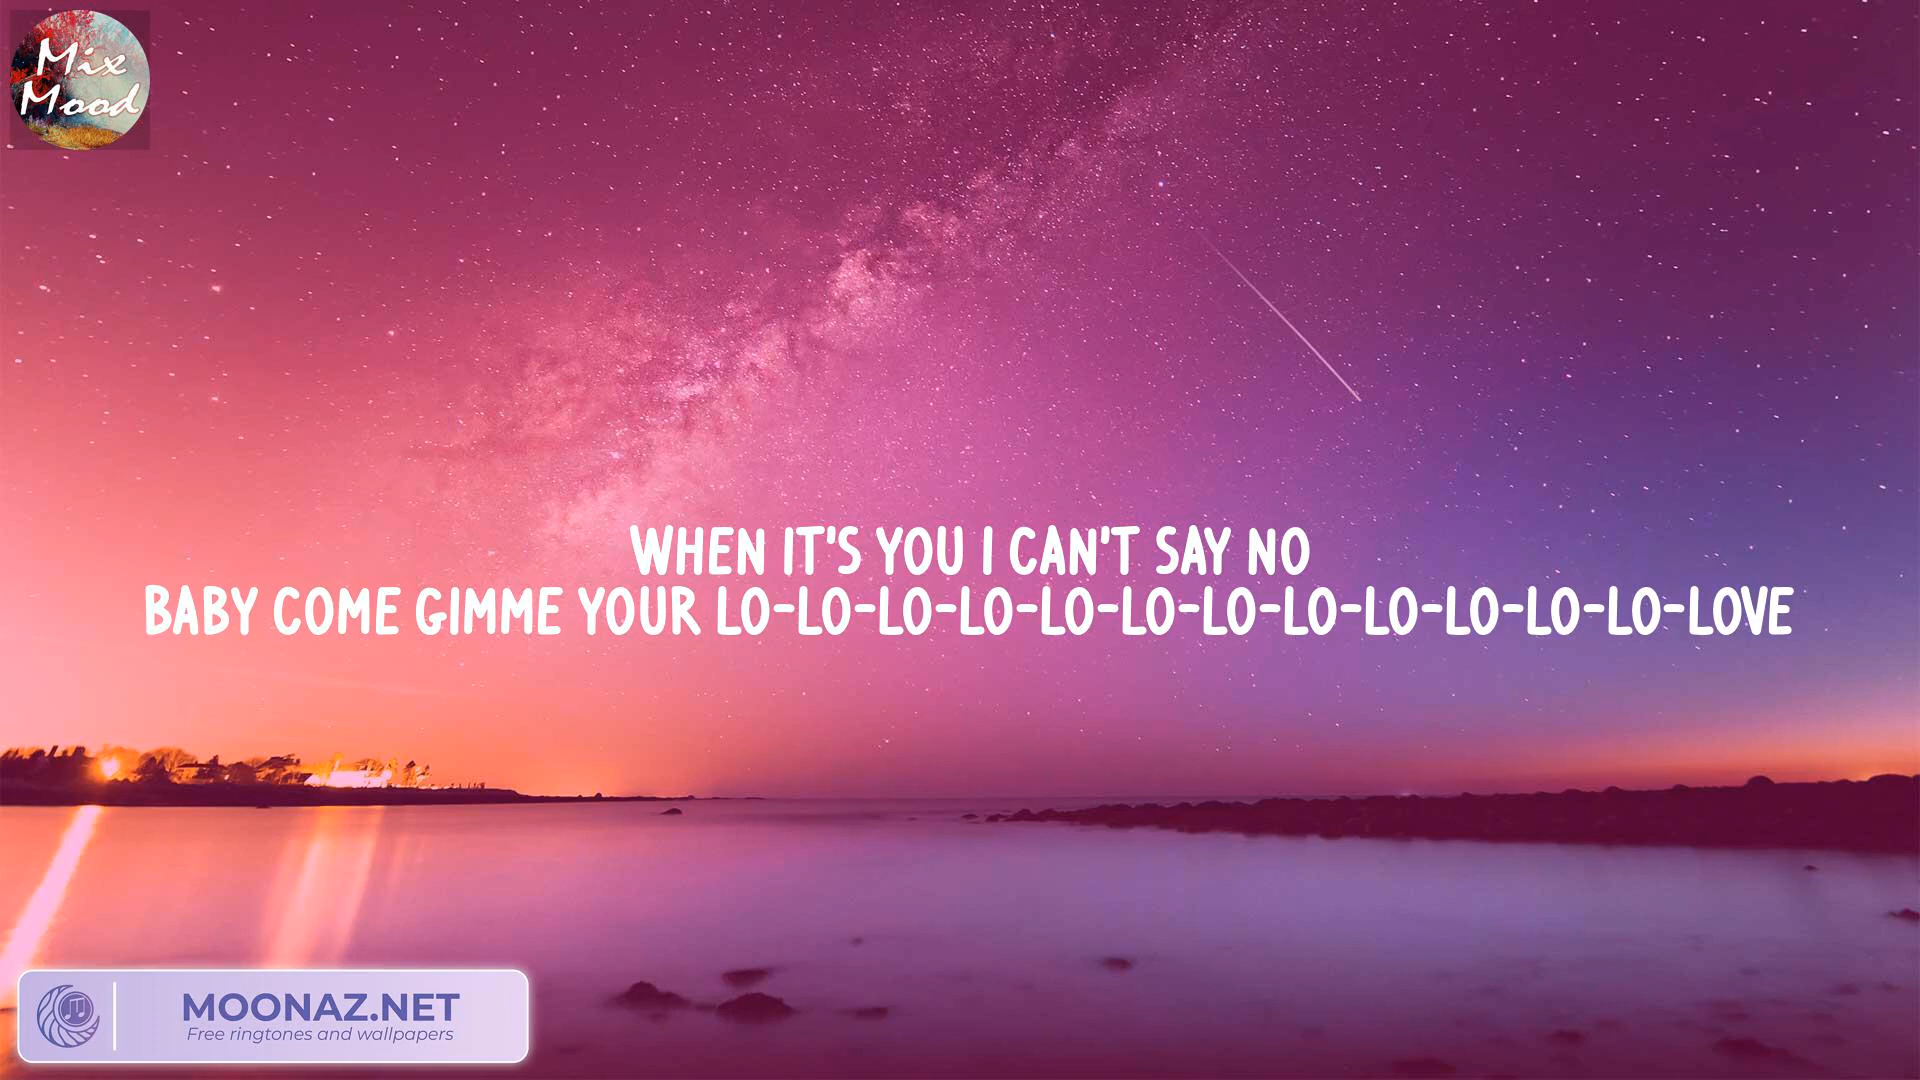 Mix
Mood
WHEN IT'S YOU I CAN'T SAY NO
BABY COME GIMME YOUR LO-LO-LO-LO-LO-LO-LO-LO-LO-LO-LO-LO-LOVE
MOONAZ.NET
Free ringtones and wallpapers